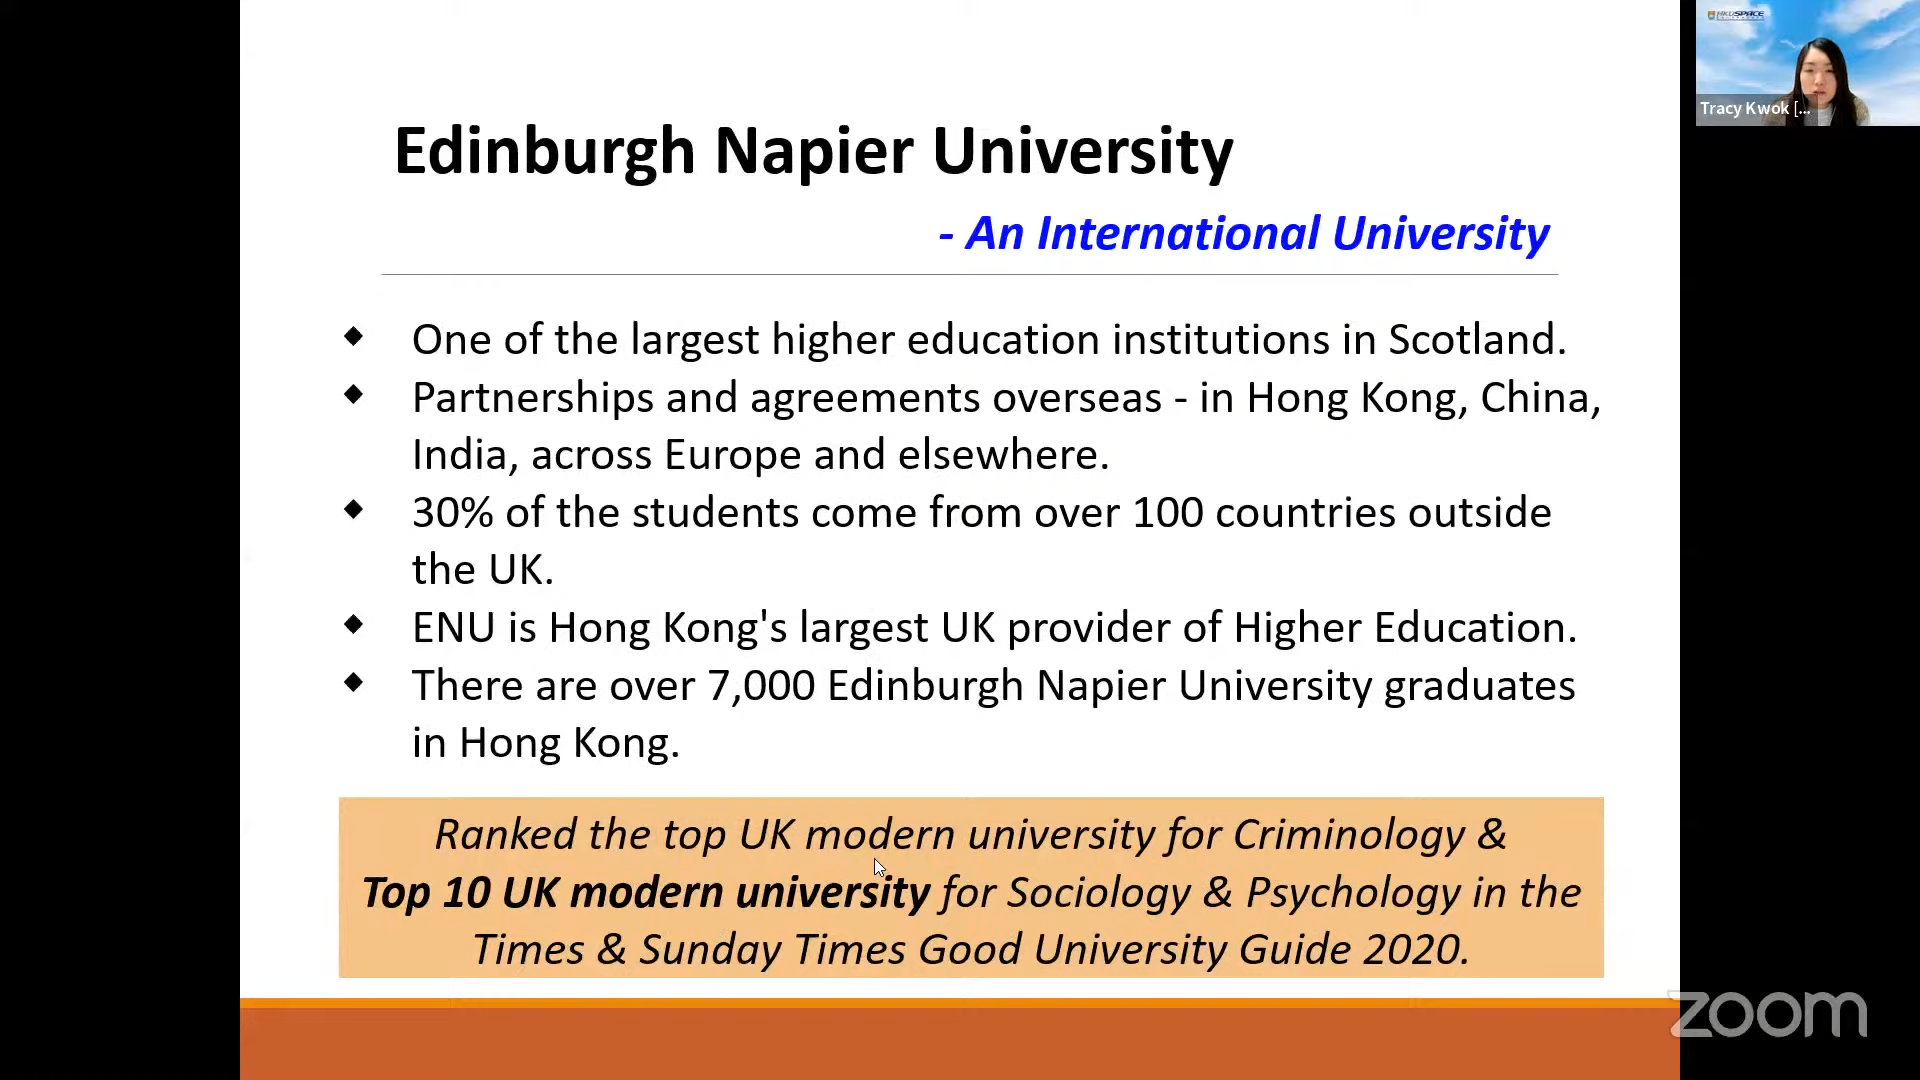 Edinburgh Napier University
- An International University
◆ One of the largest higher education institutions in Scotland.
◆ Partnerships and agreements overseas - in Hong Kong, China,
India, across Europe and elsewhere.
◆ 30% of the students come from over 100 countries outside
the UK.
◆ ENU is Hong Kong's largest UK provider of Higher Education.
◆ There are over 7,000 Edinburgh Napier University graduates
in Hong Kong.
Ranked the top UK modern university for Criminology &
Top 10 UK modern university for Sociology & Psychology in the
Times & Sunday Times Good University Guide 2020.
HKUSPACE
Tracy Kwok [...
zoom